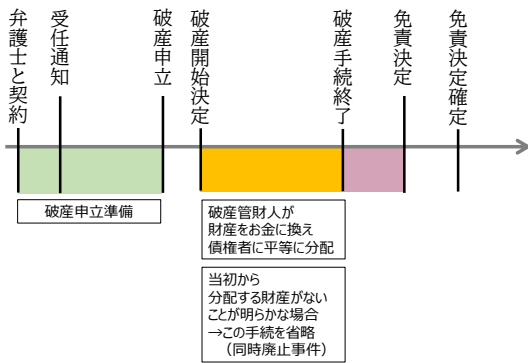 弁護士と契約
受任通知
破産申立
破産開始決定
破産手続終了
免責決定
免責決定確定
破産申立準備
破産管財人が
財産をお金に換え
債権者に平等に分配
当初から
分配する財産がない
ことが明らかな場合
→この手続を省略
（同時廃止事件）